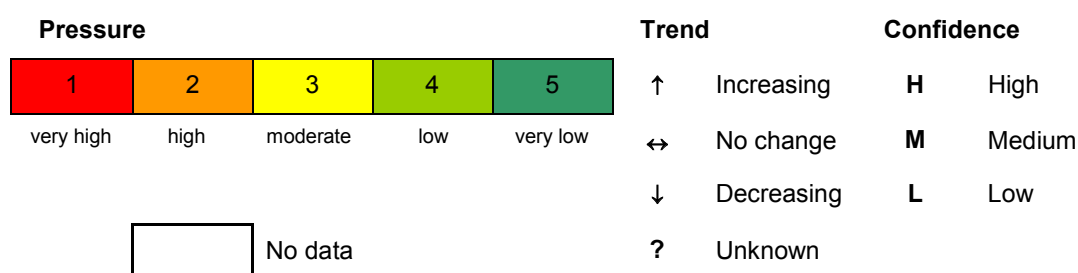 Pressure Trend Confidence
1 2 3 4 5 ↑ Increasing H High
very high high moderate low very low ↔ No change M Medium
↓ Decreasing L Low
No data ? Unknown